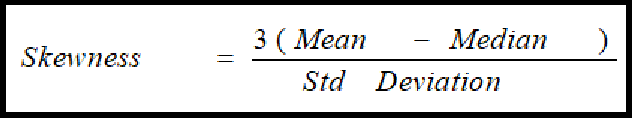 Skewness = 3 ( Mean − Median )
Std Deviation